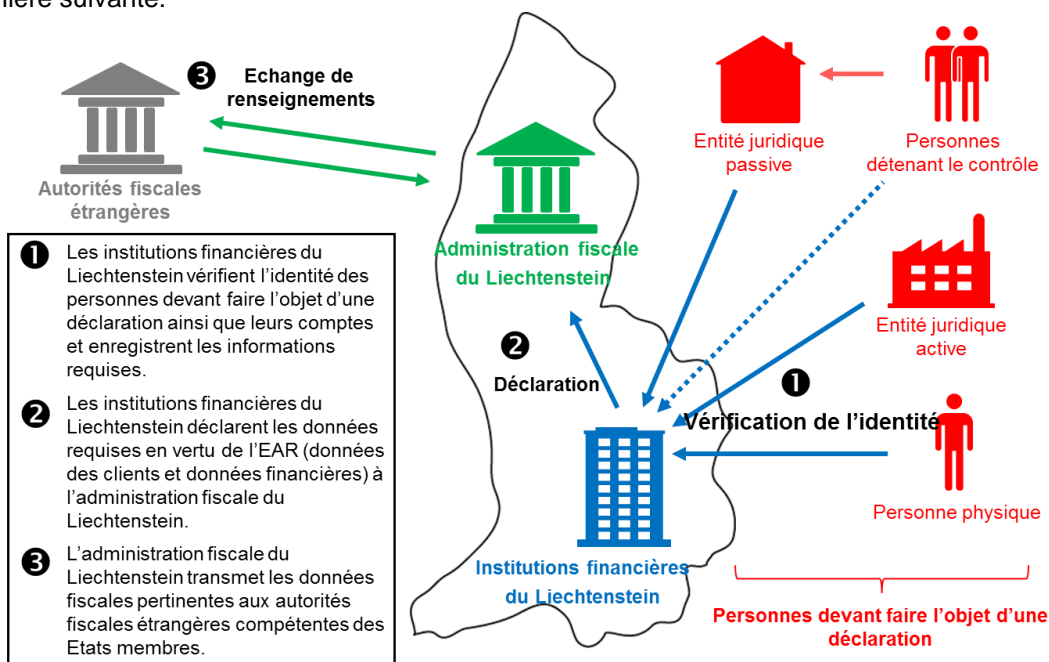 nière suivante:
❸ Echange de
renseignements
Autorités fiscales
étrangères
Administration fiscale
du Liechtenstein
Entité juridique
passive
Personnes
détenant le contrôle
Entité juridique
active
❷
Déclaration
❶
Vérification de l’identité
Personne physique
Institutions financières
du Liechtenstein
Personnes devant faire l’objet d’une
déclaration
❶ Les institutions financières du
Liechtenstein vérifient l’identité des
personnes devant faire l’objet d’une
déclaration ainsi que leurs comptes
et enregistrent les informations
requises.
❷ Les institutions financières du
Liechtenstein déclarent les données
requises en vertu de l’EAR (données
des clients et données financières) à
l’administration fiscale du
Liechtenstein.
❸ L’administration fiscale du
Liechtenstein transmet les données
fiscales pertinentes aux autorités
fiscales étrangères compétentes des
Etats membres.